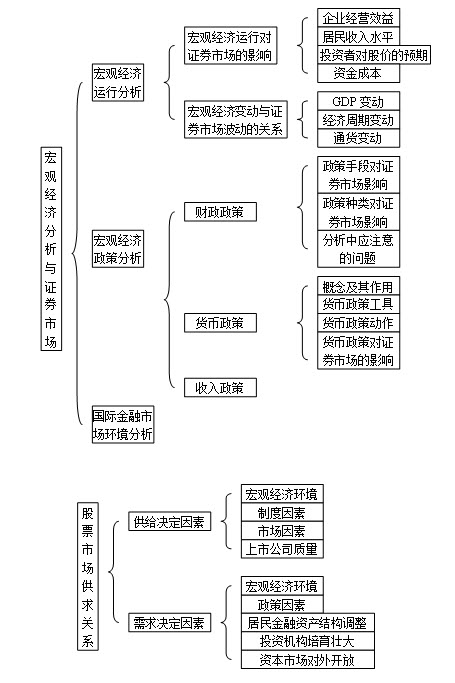 宏观经济分析与证券市场
宏观经济
运行分析
宏观经济运行对
证券市场的影响
企业经营效益
居民收入水平
投资者对股价的预期
资金成本
宏观经济变动与证
券市场波动的关系
GDP 变动
经济周期变动
通货变动
宏观经济
政策分析
财政政策
政策手段对证
券市场影响
政策种类对证
券市场影响
分析中应注意
的问题
货币政策
概念及其作用
货币政策工具
货币政策动作
货币政策对证
券市场的影响
收入政策
国际金融市
场环境分析
股票市场供求关系
供给决定因素
宏观经济环境
制度因素
市场因素
上市公司质量
需求决定因素
宏观经济环境
政策因素
居民金融资产结构调整
投资机构培育壮大
资本市场对外开放